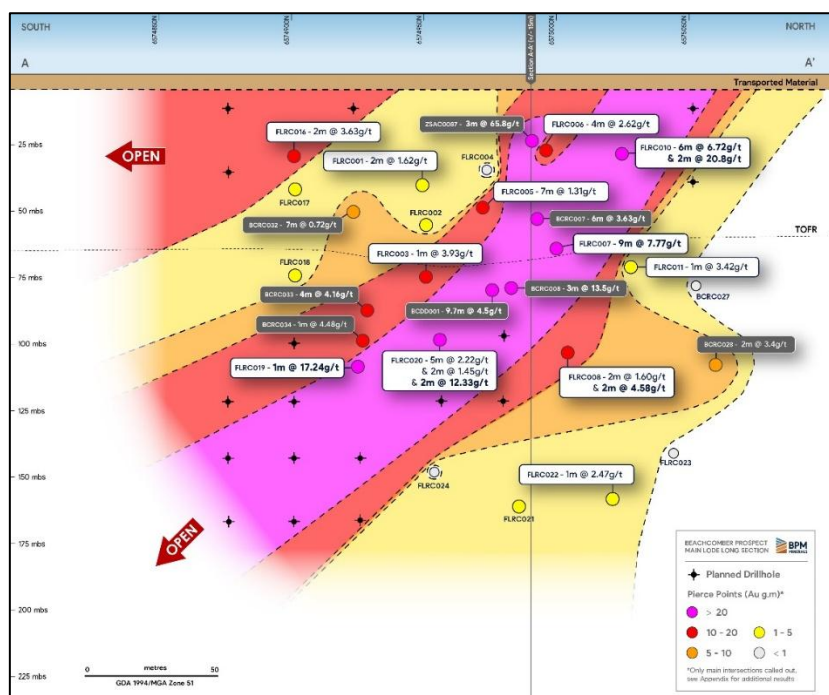 SOUTH
NORTH
6574850N
6574900N
6574950N
6575000N
6575050N
Section A-A' (+/- 15m)
A
A'
Transported Material
ZSAC0087 - 3m @ 65.8g/t
FLRC006 - 4m @ 2.62g/t
FLRC016 - 2m @ 3.63g/t
FLRC010 - 6m @ 6.72g/t
& 2m @ 20.8g/t
25 mbs
OPEN
FLRC001 - 2m @ 1.62g/t
FLRC004
FLRC005 - 7m @ 1.31g/t
FLRC017
50 mbs
BCRC032 - 7m @ 0.72g/t
FLRC002
BCRC007 - 6m @ 3.63g/t
TOFR
FLRC007 - 9m @ 7.77g/t
FLRC003 - 1m @ 3.93g/t
FLRC018
FLRC011 - 1m @ 3.42g/t
75 mbs
BCRC033 - 4m @ 4.16g/t
BCRC008 - 3m @ 13.5g/t
BCRC027
BCDD001 - 9.7m @ 4.5g/t
BCRC034 - 1m @ 4.48g/t
100 mbs
BCRC028 - 2m @ 3.4g/t
FLRC019 - 1m @ 17.24g/t
FLRC020 - 5m @ 2.22g/t
& 2m @ 1.45g/t
& 2m @ 12.33g/t
FLRC008 - 2m @ 1.60g/t
& 2m @ 4.58g/t
125 mbs
150 mbs
FLRC024
FLRC022 - 1m @ 2.47g/t
FLRC023
FLRC021
175 mbs
OPEN
200 mbs
225 mbs
0 metres 50
GDA 1994/MGA Zone 51
BEACHCOMBER PROSPECT
MAIN LODE LONG SECTION
BPM
MINERALS
Planned Drillhole
Pierce Points (Au g.m)*
> 20
10 - 20
1 - 5
5 - 10
< 1
*Only main intersections called out,
see Appendix for additional results